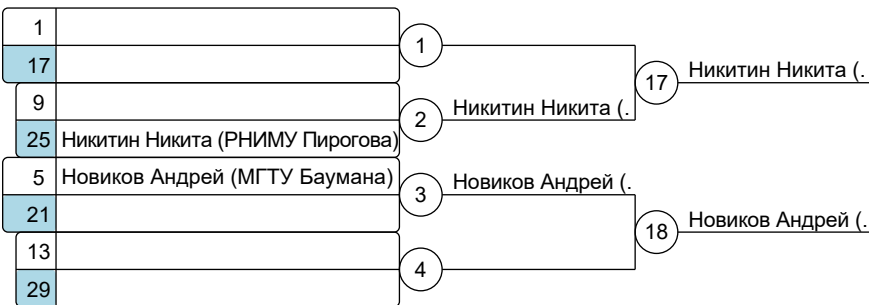 1
17
1
17
Никитин Никита (.
9
2
Никитин Никита (.
25 Никитин Никита (РНИМУ Пирогова)
5 Новиков Андрей (МГТУ Баумана)
3
Новиков Андрей (.
21
18
Новиков Андрей (.
13
4
29